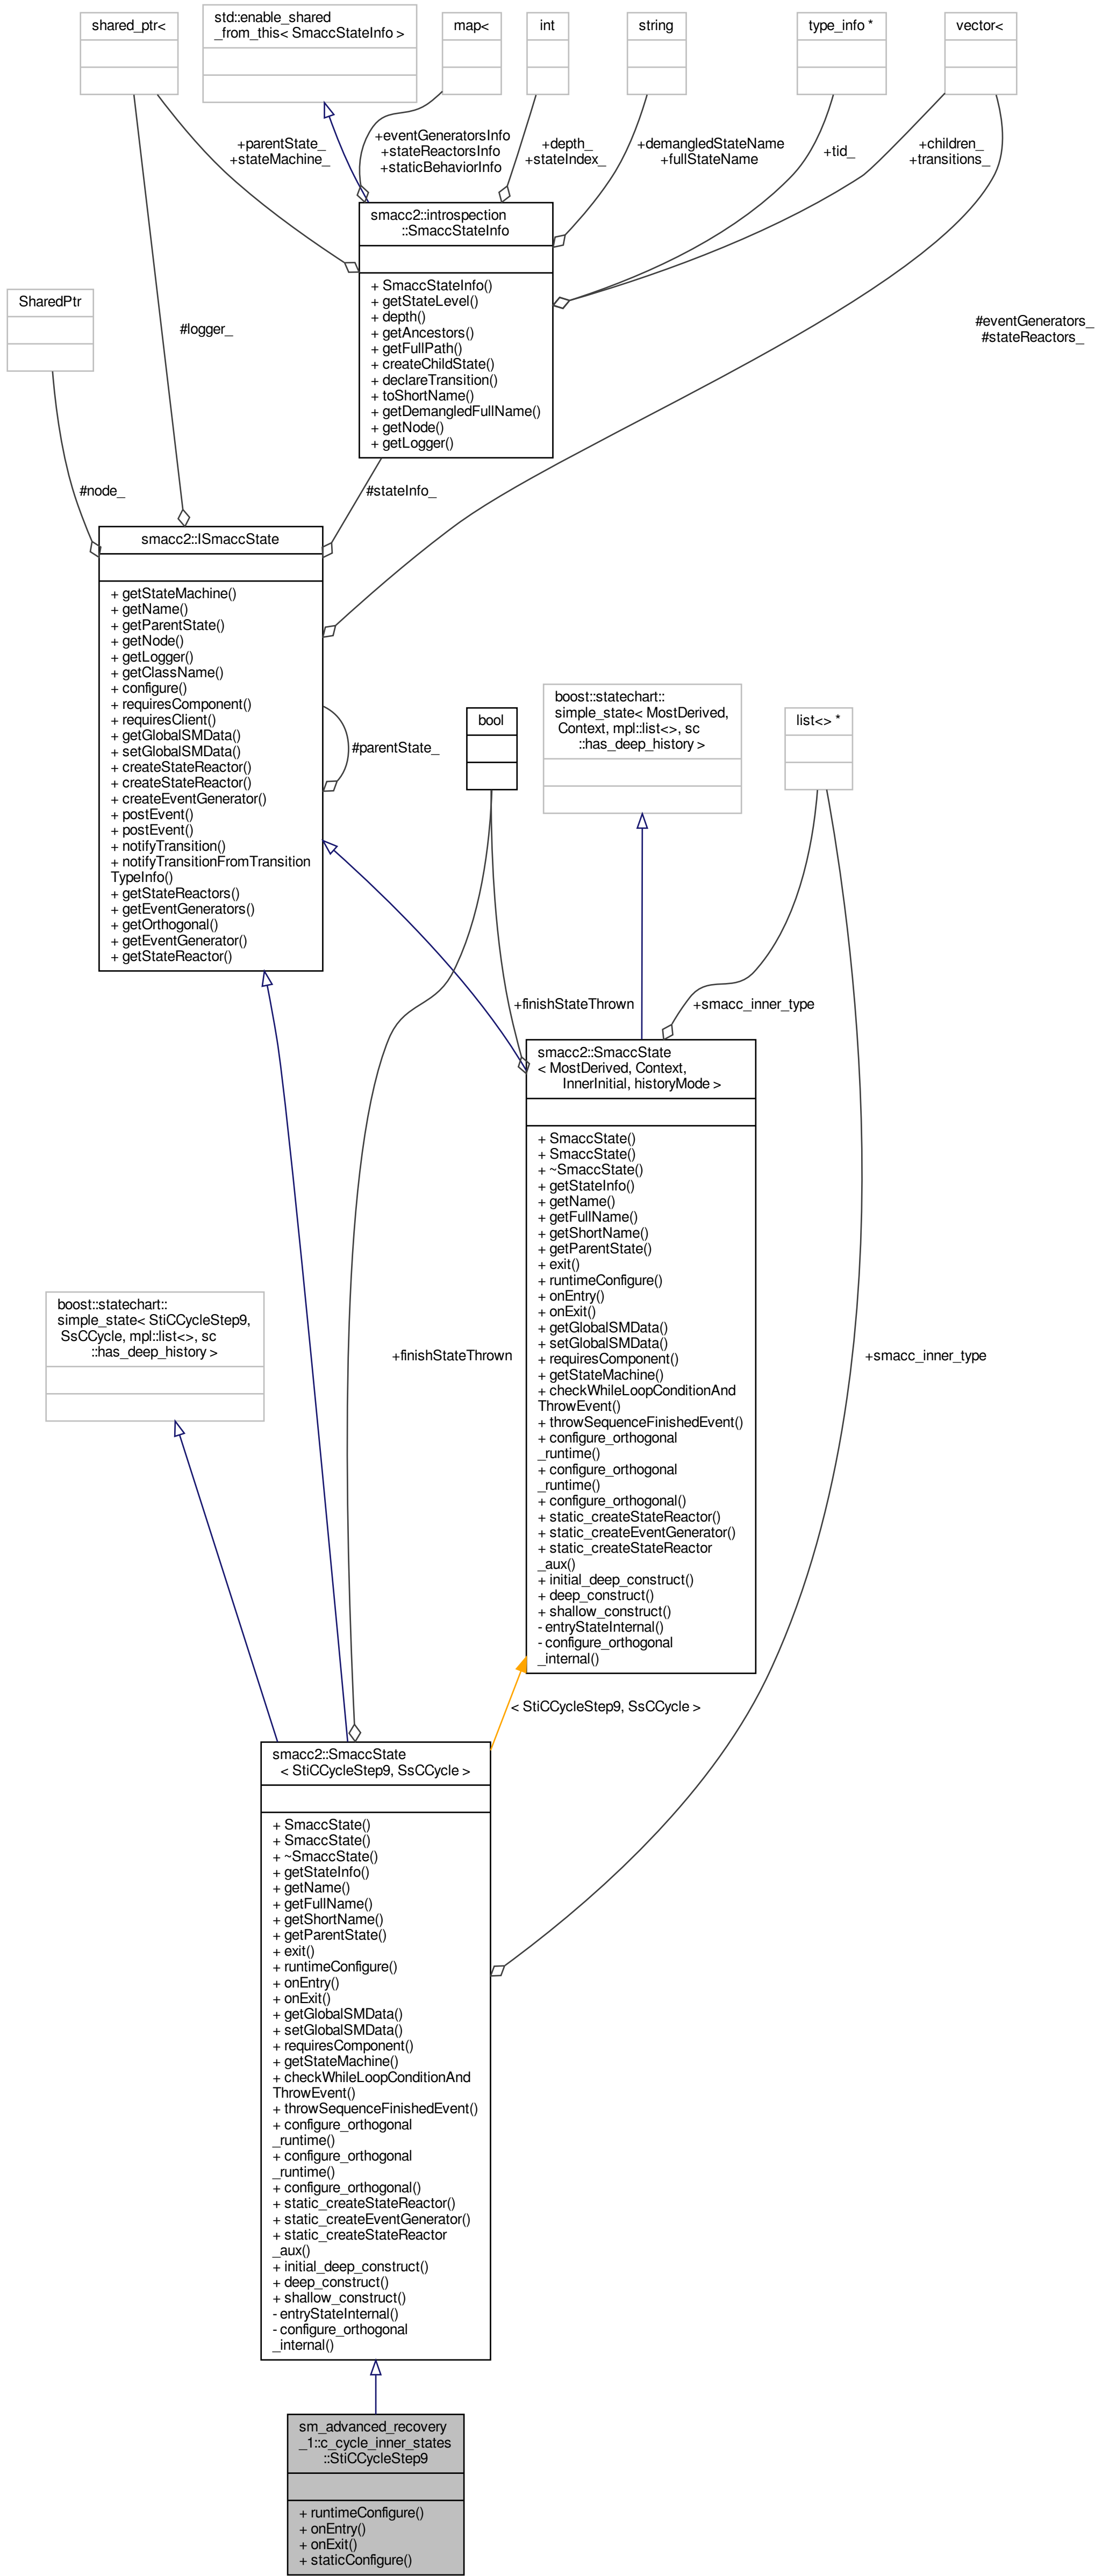 shared_ptr<
std::enable_shared
_from_this< SmaccStateInfo >
map<
int
string
type_info *
vector<
+parentState_
+stateMachine_
+eventGeneratorsInfo
+stateReactorsInfo
+staticBehaviorInfo
+depth_
+stateIndex_
+demangledStateName
+fullStateName
+tid_
+children_
+transitions_
smacc2::introspection
::SmaccStateInfo
+ SmaccStateInfo()
+ getStateLevel()
+ depth()
+ getAncestors()
+ getFullPath()
+ createChildState()
+ declareTransition()
+ toShortName()
+ getDemangledFullName()
+ getNode()
+ getLogger()
SharedPtr
#logger_
#eventGenerators_
#stateReactors_
#node_
#stateInfo_
smacc2::ISmaccState
+ getStateMachine()
+ getName()
+ getParentState()
+ getNode()
+ getLogger()
+ getClassName()
+ configure()
+ requiresComponent()
+ requiresClient()
+ getGlobalSMData()
+ setGlobalSMData()
+ createStateReactor()
+ createStateReactor()
+ createEventGenerator()
+ postEvent()
+ postEvent()
+ notifyTransition()
+ notifyTransitionFromTransition
TypeInfo()
+ getStateReactors()
+ getEventGenerators()
+ getOrthogonal()
+ getEventGenerator()
+ getStateReactor()
#parentState_
bool
boost::statechart::
simple_state< MostDerived,
Context, mpl::list<>, sc
::has_deep_history >
list<> *
+finishStateThrown
+smacc_inner_type
smacc2::SmaccState
< MostDerived, Context,
InnerInitial, historyMode >
+ SmaccState()
+ SmaccState()
+ ~SmaccState()
+ getStateInfo()
+ getName()
+ getFullName()
+ getShortName()
+ getParentState()
+ exit()
+ runtimeConfigure()
+ onEntry()
+ onExit()
+ getGlobalSMData()
+ setGlobalSMData()
+ requiresComponent()
+ getStateMachine()
+ checkWhileLoopConditionAnd
ThrowEvent()
+ throwSequenceFinishedEvent()
+ configure_orthogonal
_runtime()
+ configure_orthogonal
_runtime()
+ configure_orthogonal()
+ static_createStateReactor()
+ static_createEventGenerator()
+ static_createStateReactor
_aux()
+ initial_deep_construct()
+ deep_construct()
+ shallow_construct()
- entryStateInternal()
- configure_orthogonal
_internal()
boost::statechart::
simple_state< StiCCycleStep9,
SsCCycle, mpl::list<>, sc
::has_deep_history >
+finishStateThrown
+smacc_inner_type
< StiCCycleStep9, SsCCycle >
smacc2::SmaccState
< StiCCycleStep9, SsCCycle >
+ SmaccState()
+ SmaccState()
+ ~SmaccState()
+ getStateInfo()
+ getName()
+ getFullName()
+ getShortName()
+ getParentState()
+ exit()
+ runtimeConfigure()
+ onEntry()
+ onExit()
+ getGlobalSMData()
+ setGlobalSMData()
+ requiresComponent()
+ getStateMachine()
+ checkWhileLoopConditionAnd
ThrowEvent()
+ throwSequenceFinishedEvent()
+ configure_orthogonal
_runtime()
+ configure_orthogonal
_runtime()
+ configure_orthogonal()
+ static_createStateReactor()
+ static_createEventGenerator()
+ static_createStateReactor
_aux()
+ initial_deep_construct()
+ deep_construct()
+ shallow_construct()
- entryStateInternal()
- configure_orthogonal
_internal()
sm_advanced_recovery
_1::c_cycle_inner_states
::StiCCycleStep9
+ runtimeConfigure()
+ onEntry()
+ onExit()
+ staticConfigure()